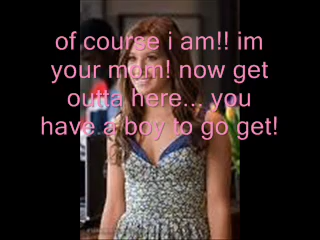 of course i am!! im
your mom! now get
outta here... you
have a boy to go get!